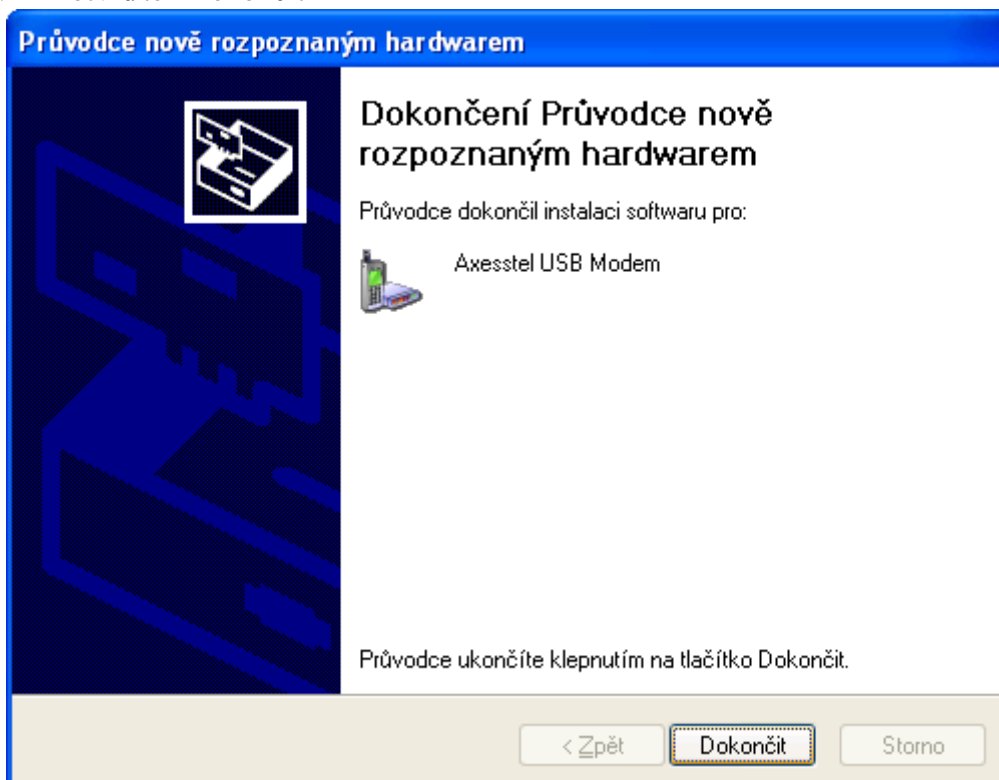 Průvodce nově rozpoznaným hardwarem
Dokončení Průvodce nově
rozpoznaným hardwarem
Průvodce dokončil instalaci softwaru pro:
Axesstel USB Modem
Průvodce ukončíte klepnutím na tlačítko Dokončit.
< Zpět
Dokončit
Storno